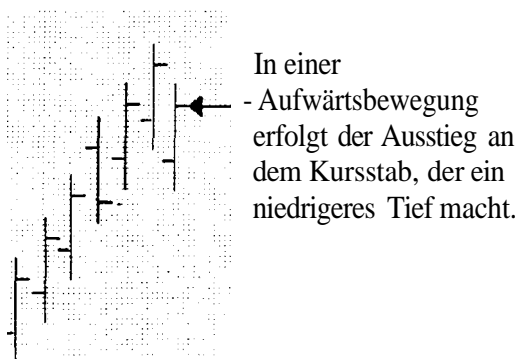 In einer
- Aufwärtsbewegung
erfolgt der Ausstieg an
dem Kursstab, der ein
niedrigeres Tief macht.